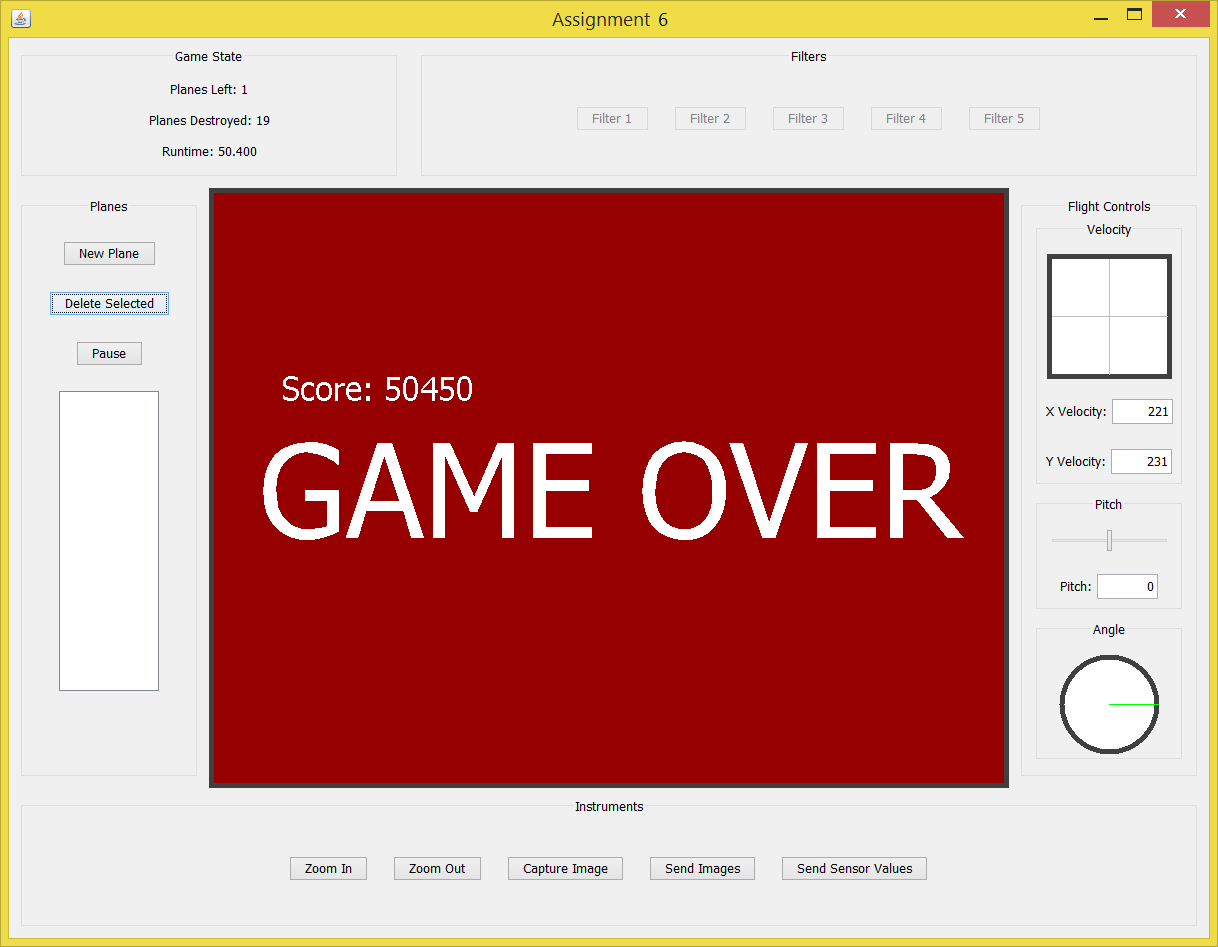 Assignment 6
Game State
Planes Left: 1
Planes Destroyed: 19
Runtime: 50.400
Filters
Filter 1
Filter 2
Filter 3
Filter 4
Filter 5
Planes
New Plane
Delete Selected
Pause
Score: 50450
GAME OVER
Flight Controls
Velocity
X Velocity: 221
Y Velocity: 231
Pitch
Pitch: 0
Angle
Instruments
Zoom In
Zoom Out
Capture Image
Send Images
Send Sensor Values